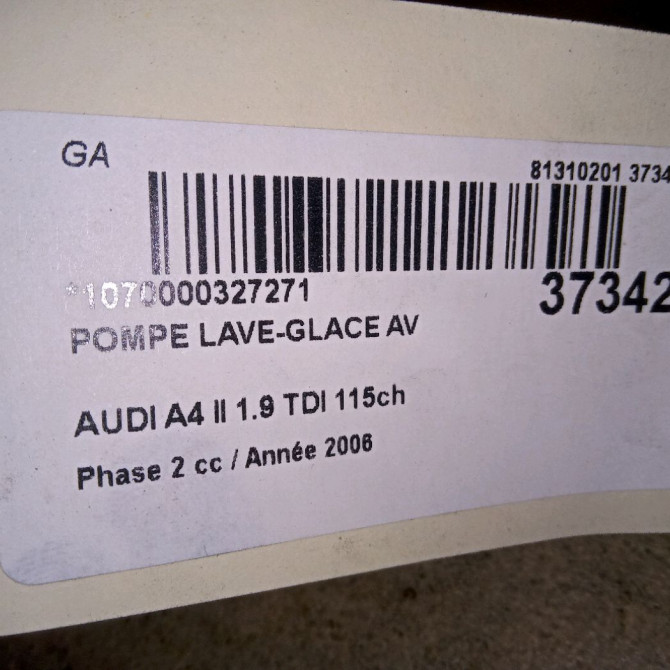 GA
81310201 3734
*1070000327271
37342
POMPE LAVE-GLACE AV
AUDI A4 II 1.9 TDI 115ch
Phase 2 cc / Année 2006